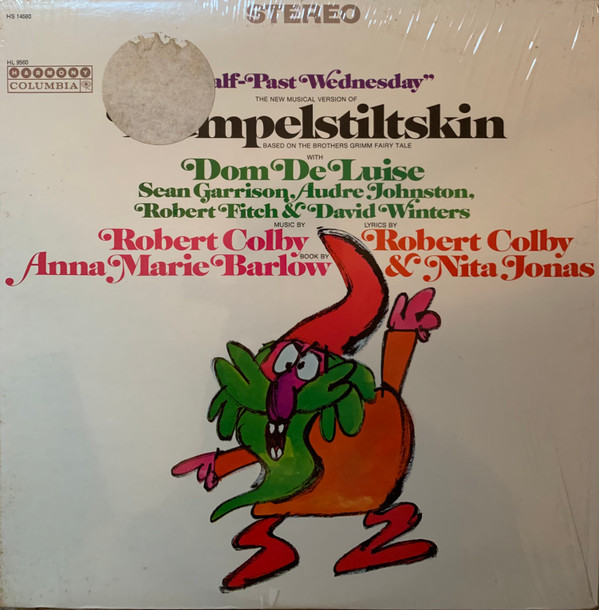 HS 14560
STEREO
HL 9560
HARMONY
COLUMBIA
alf-Past Wednesday”
THE NEW MUSICAL VERSION OF
mpelstiltskin
BASED ON THE BROTHERS GRIMM FAIRY TALE
WITH
Dom De Luise
Sean Garrison, Audre Johnston,
Robert Fitch & David Winters
MUSIC BY
Robert Colby
BOOK BY
Anna Marie Barlow
LYRICS BY
Robert Colby
& Nita Jonas